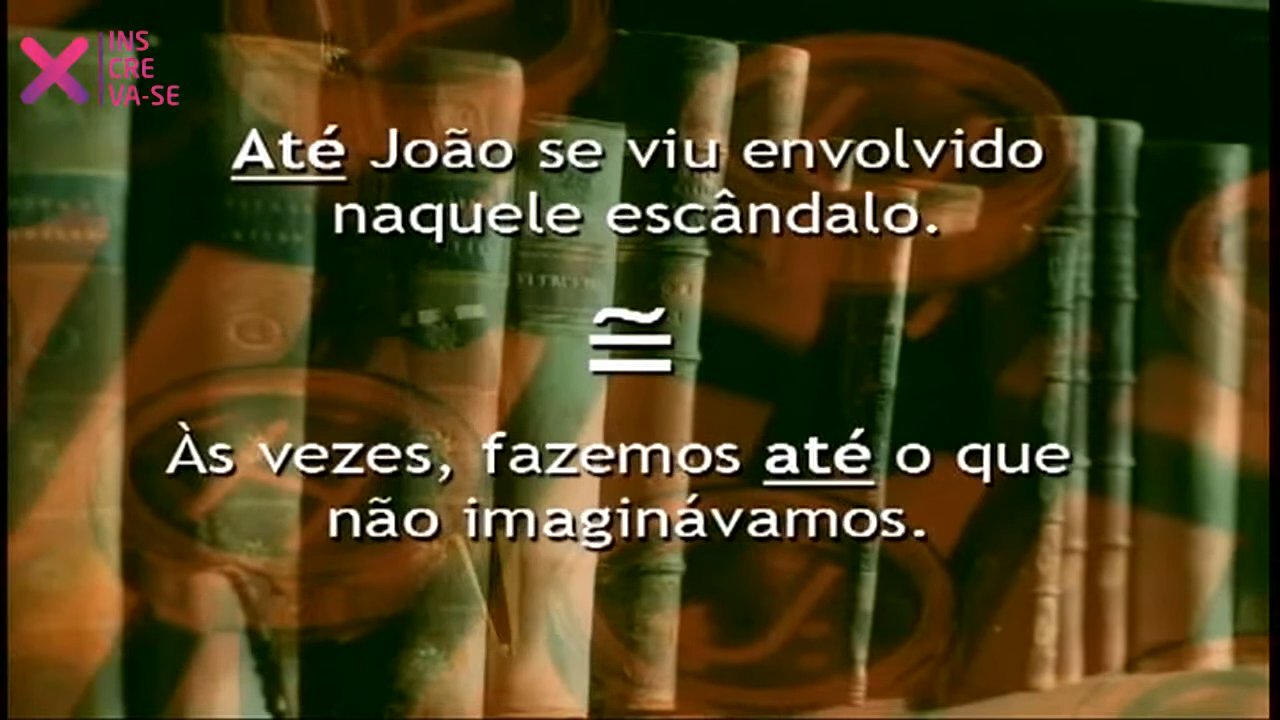 INS
CRE
VA-SE
Até João se viu envolvido
naquele escândalo.
≅
Às vezes, fazemos até o que
não imaginávamos.